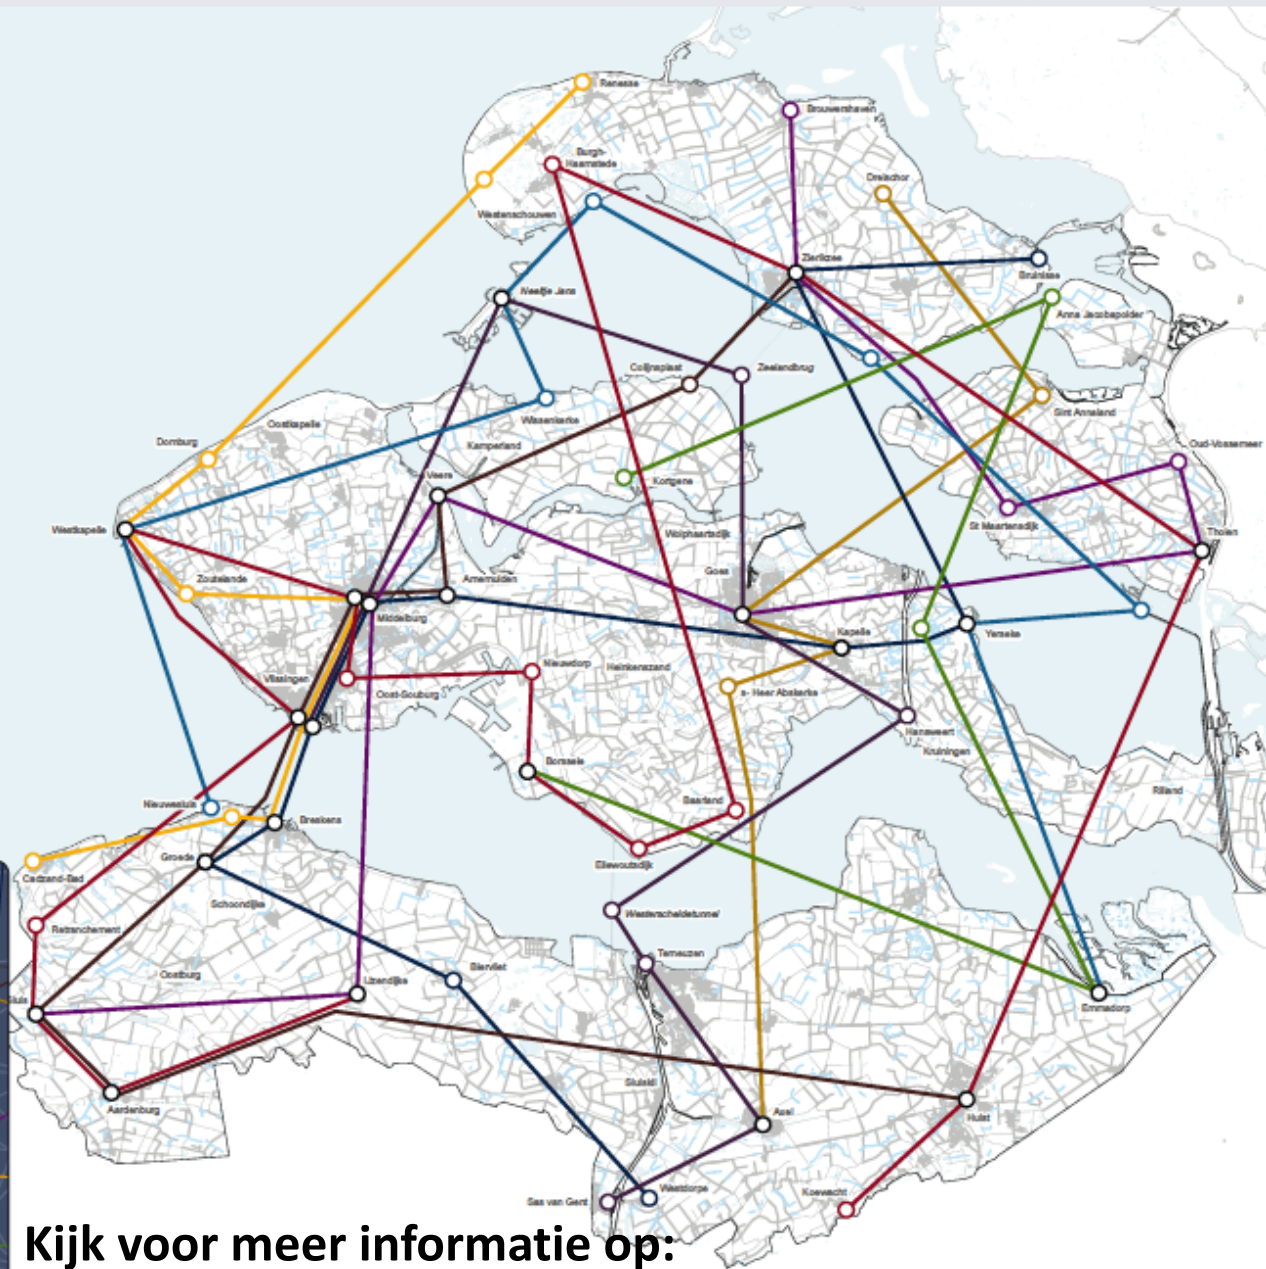 Renesse
Brouwershaven
Burgh-
Haamstede
Dreischor
Westenschouwen
Zierikzee
Bruinisse
Neeltje Jans
Anna Jacobapolder
Colijnsplaat
Zeelandbrug
Sint Annaland
Wissenkerke
Oostkapelle
Domburg
Kamperland
Oud-Vossemeer
Veere
Kortgene
St Maartensdijk
Westkapelle
Wolphaartsdijk
Tholen
Goes
Zoutelande
Arnemuiden
Middelburg
Kapelle
Yerseke
Nieuwdorp
Heinkenszand
Vlissingen
Oost-Souburg
s- Heer Abskerke
Hansweert
Kruiningen
Borssele
Rilland
Baarland
Nieuwesluis
Breskens
Groede
Ellewoutsdijk
Cadzand-Bad
Schoondijke
Westerscheldetunnel
Retranchement
Terneuzen
Oostburg
Biervliet
IJzendijke
Sluis
Emmadorp
Sluiskil
Aardenburg
Axel
Hulst
Westdorpe
Koewacht
Sas van Gent
Kijk voor meer informatie op: